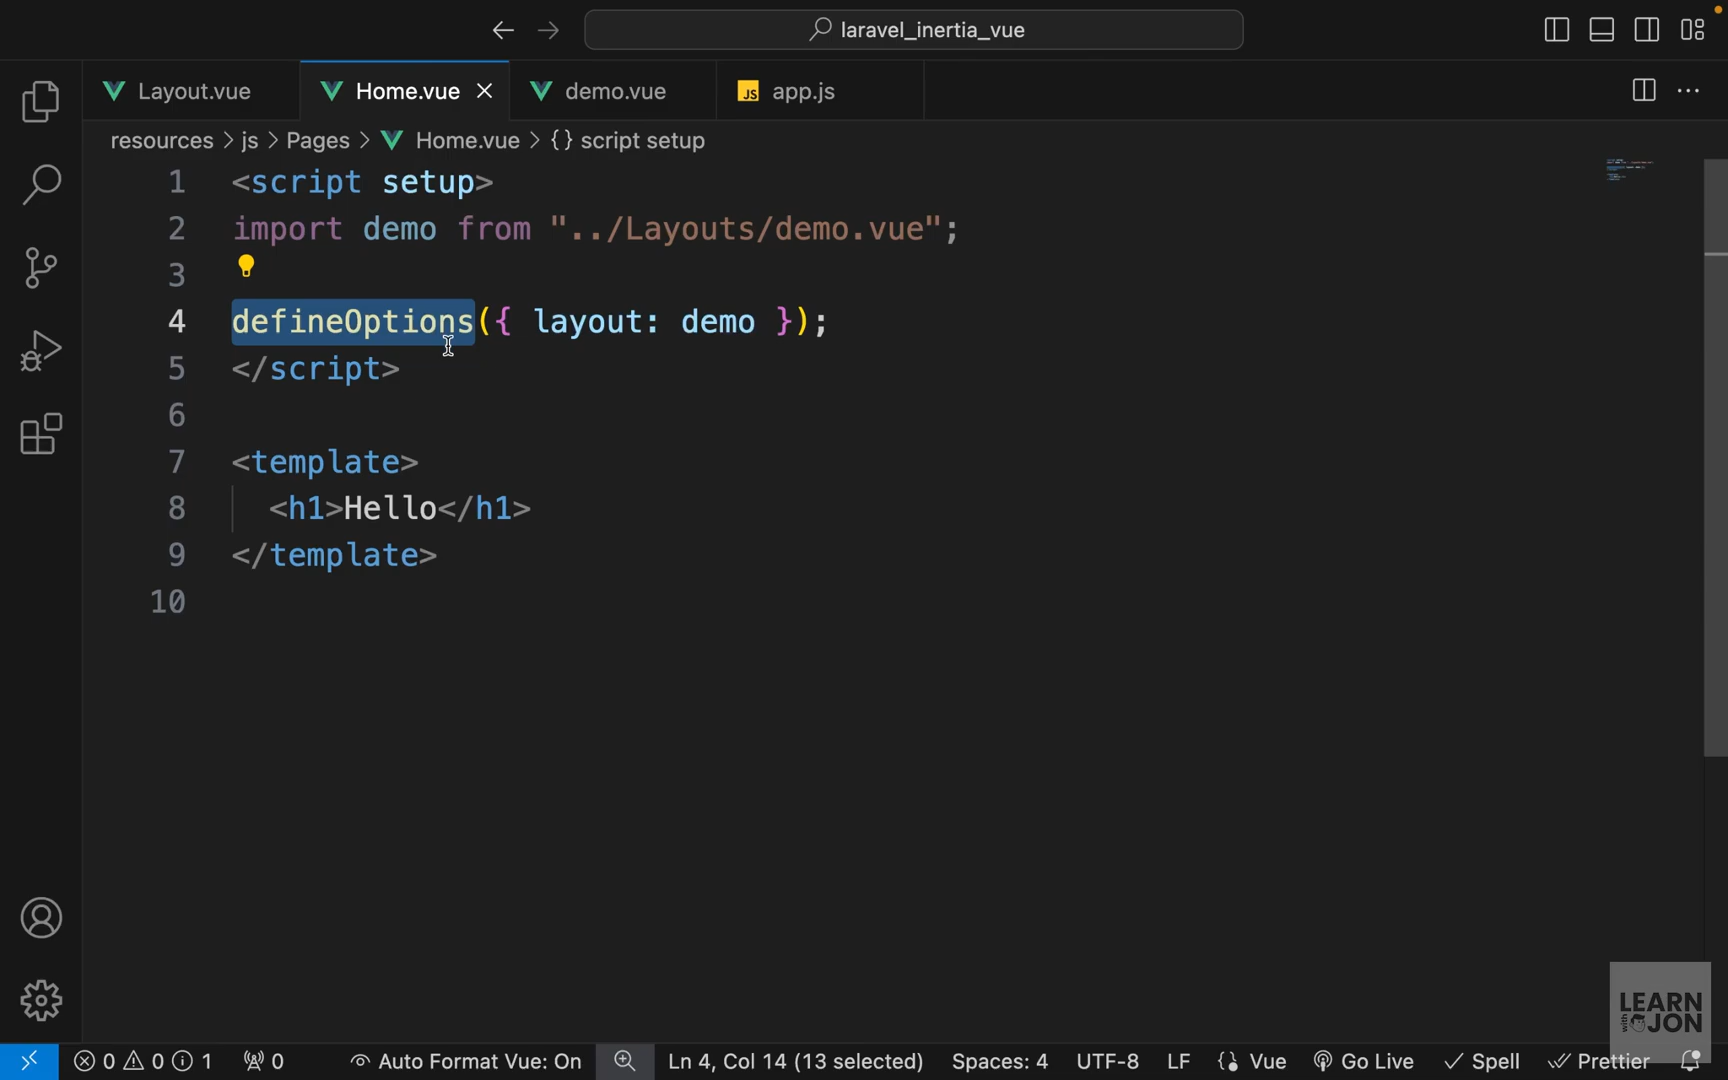 laravel_inertia_vue
Layout.vue
Home.vue
demo.vue
JS app.js
resources > js > Pages > Home.vue > {} script setup
1 <script setup>
2 import demo from "../Layouts/demo.vue";
3
4 defineOptions({ layout: demo });
5 </script>
6
7 <template>
8 <h1>Hello</h1>
9 </template>
10
LEARN
with JON
0 0 1 0 Auto Format Vue: On Ln 4, Col 14 (13 selected) Spaces: 4 UTF-8 LF {} Vue Go Live Spell Prettier